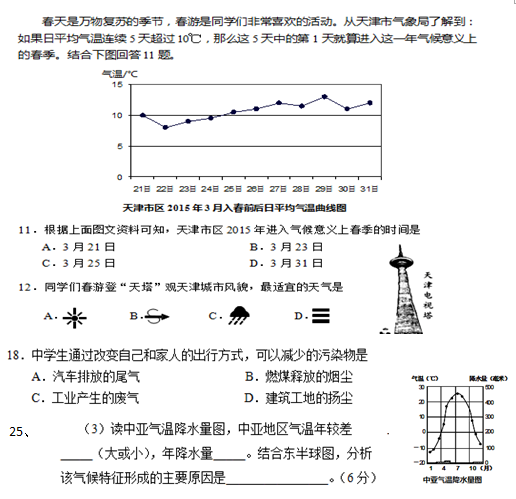 春天是万物复苏的季节，春游是同学们非常喜欢的活动。从天津市气象局了解到：
如果日平均气温连续5天超过10℃，那么这5天中的第1天就算进入这一年气候意义上
的春季。结合下图回答11题。
气温/℃
15
10
5
0
21日 22日 23日 24日 25日 26日 27日 28日 29日 30日 31日
天津市区2015年3月入春前后日平均气温曲线图
11．根据上面图文资料可知，天津市区2015年进入气候意义上春季的时间是
A．3月21日 B．3月23日
C．3月25日 D．3月31日
12．同学们春游登“天塔”观天津城市风貌，最适宜的天气是
A． B． C． D．
天津电视塔
18．中学生通过改变自己和家人的出行方式，可以减少的污染物是
A．汽车排放的尾气 B．燃煤释放的烟尘
C．工业产生的废气 D．建筑工地的扬尘
25、 （3）读中亚气温降水量图，中亚地区气温年较差
_____（大或小），年降水量_____。结合东半球图，分析
该气候特征形成的主要原因是________________。（6分）
气温（℃） 降水量（毫米）
30 500
20 400
10 300
0 200
-10 100
-20 0
1 4 7 10（月）
中亚气温降水量图